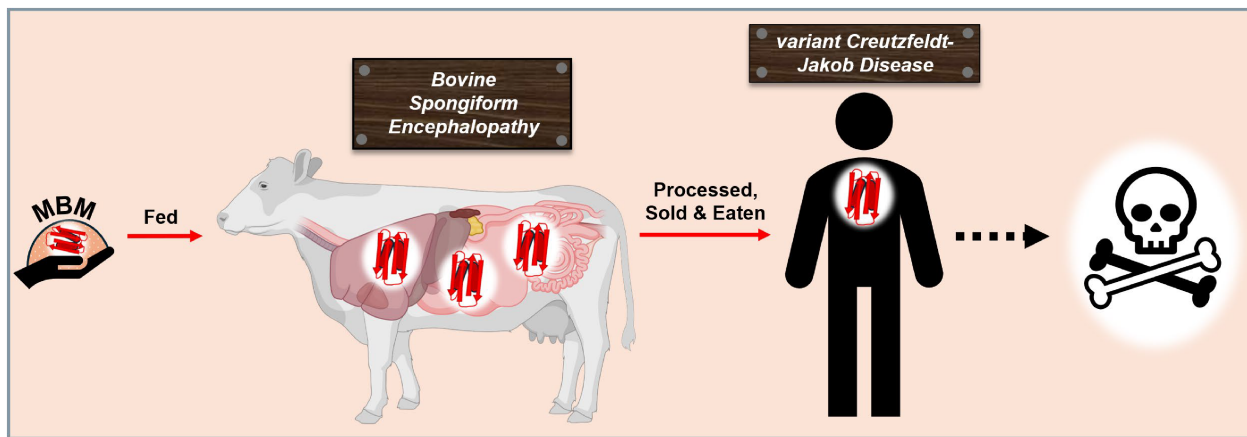 MBM
Fed
Bovine
Spongiform
Encephalopathy
Processed,
Sold & Eaten
variant Creutzfeldt-
Jakob Disease